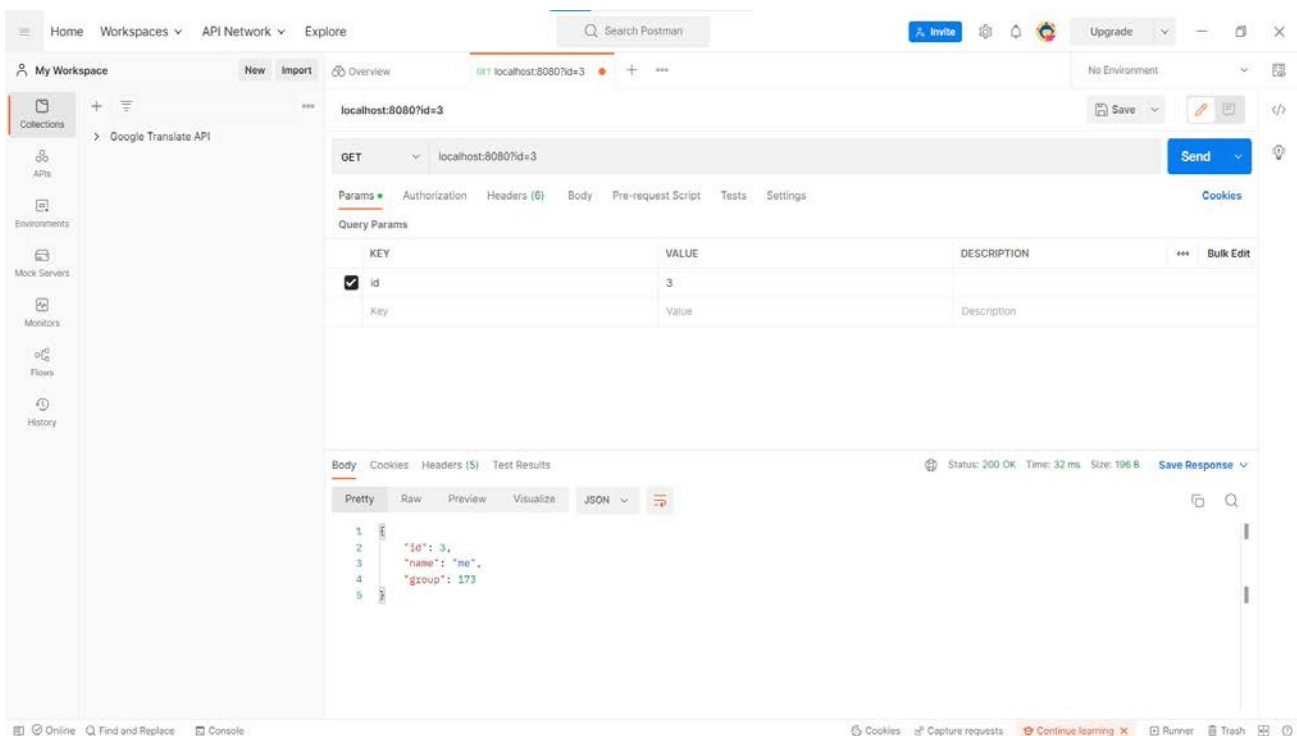 Home Workspaces API Network Explore Search Postman Invite Upgrade
My Workspace New Import Overview GET localhost:8080?id=3 No Environment
Collections
Google Translate API
APIs
Environments
Mock Servers
Monitors
Flows
History
localhost:8080?id=3 Save
GET localhost:8080?id=3 Send
Params Authorization Headers (6) Body Pre-request Script Tests Settings Cookies
Query Params
KEY VALUE DESCRIPTION Bulk Edit
id 3
Key Value Description
Body Cookies Headers (5) Test Results Status: 200 OK Time: 32 ms Size: 196 B Save Response
Pretty Raw Preview Visualize JSON
1 {
2 "id": 3,
3 "name": "me",
4 "group": 173
5 }
Online Find and Replace Console Cookies Capture requests Continue learning Runner Trash